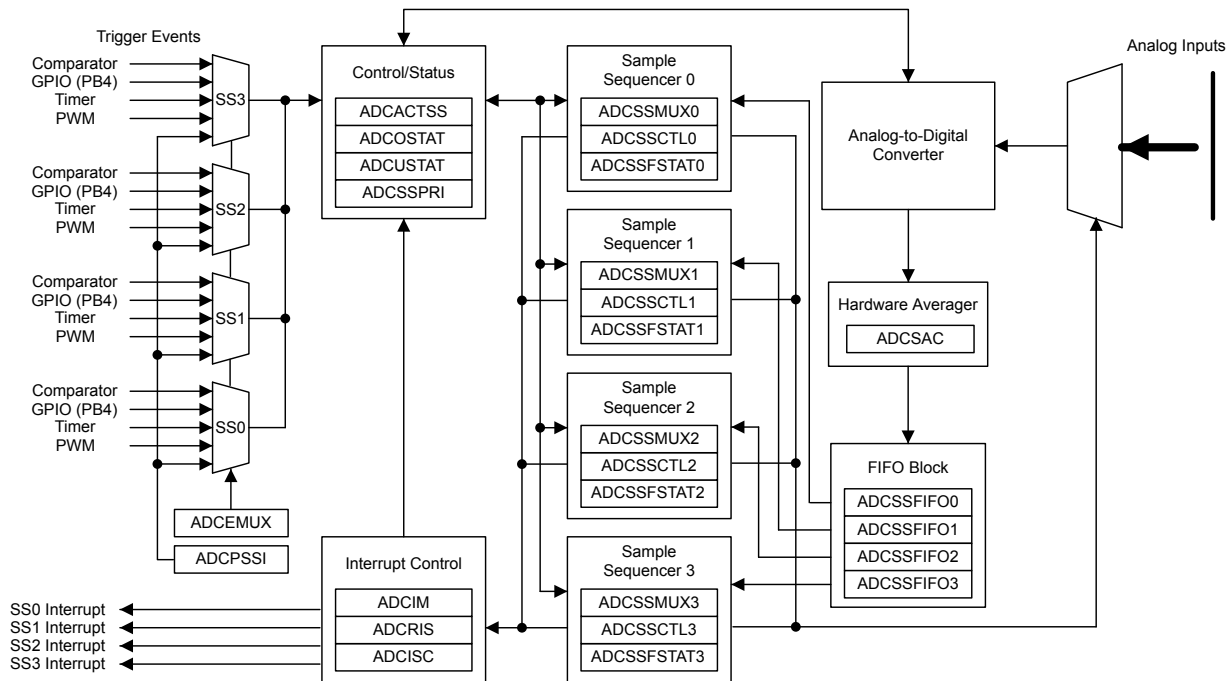 Trigger Events
Comparator
GPIO (PB4)
Timer
PWM
SS3
Comparator
GPIO (PB4)
Timer
PWM
SS2
Comparator
GPIO (PB4)
Timer
PWM
SS1
Comparator
GPIO (PB4)
Timer
PWM
SS0
ADCEMUX
ADCPSSI
SS0 Interrupt
SS1 Interrupt
SS2 Interrupt
SS3 Interrupt
Control/Status
ADCACTSS
ADCOSTAT
ADCUSTAT
ADCSSPRI
Interrupt Control
ADCIM
ADCRIS
ADCISC
Sample
Sequencer 0
ADCSSMUX0
ADCSSCTL0
ADCSSFSTAT0
Sample
Sequencer 1
ADCSSMUX1
ADCSSCTL1
ADCSSFSTAT1
Sample
Sequencer 2
ADCSSMUX2
ADCSSCTL2
ADCSSFSTAT2
Sample
Sequencer 3
ADCSSMUX3
ADCSSCTL3
ADCSSFSTAT3
Analog-to-Digital
Converter
Hardware Averager
ADCSAC
FIFO Block
ADCSSFIFO0
ADCSSFIFO1
ADCSSFIFO2
ADCSSFIFO3
Analog Inputs